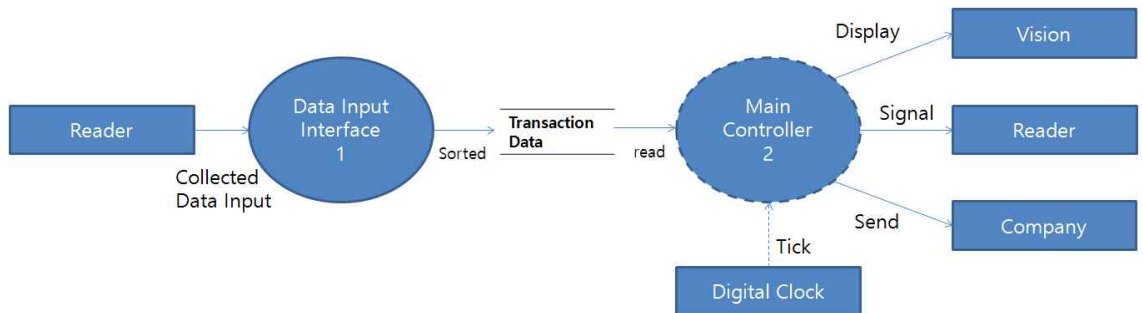 Reader
Collected
Data Input
Data Input
Interface
1
Sorted
Transaction
Data
read
Main
Controller
2
Display
Signal
Send
Vision
Reader
Company
Tick
Digital Clock